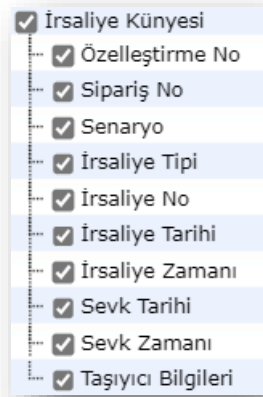 İrsaliye Künyesi
Özelleştirme No
Sipariş No
Senaryo
İrsaliye Tipi
İrsaliye No
İrsaliye Tarihi
İrsaliye Zamanı
Sevk Tarihi
Sevk Zamanı
Taşıyıcı Bilgileri